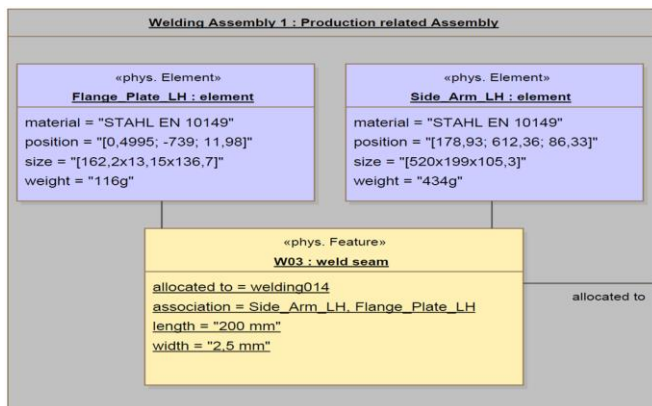 Welding Assembly 1 : Production related Assembly
«phys. Element»
Flange_Plate_LH : element
material = "STAHL EN 10149"
position = "[0,4995; -739; 11,98]"
size = "[162,2x13,15x136,7]"
weight = "116g"
«phys. Element»
Side_Arm_LH : element
material = "STAHL EN 10149"
position = "[178,93; 612,36; 86,33]"
size = "[520x199x105,3]"
weight = "434g"
«phys. Feature»
W03 : weld seam
allocated to = welding014
association = Side_Arm_LH, Flange_Plate_LH
length = "200 mm"
width = "2,5 mm"
allocated to